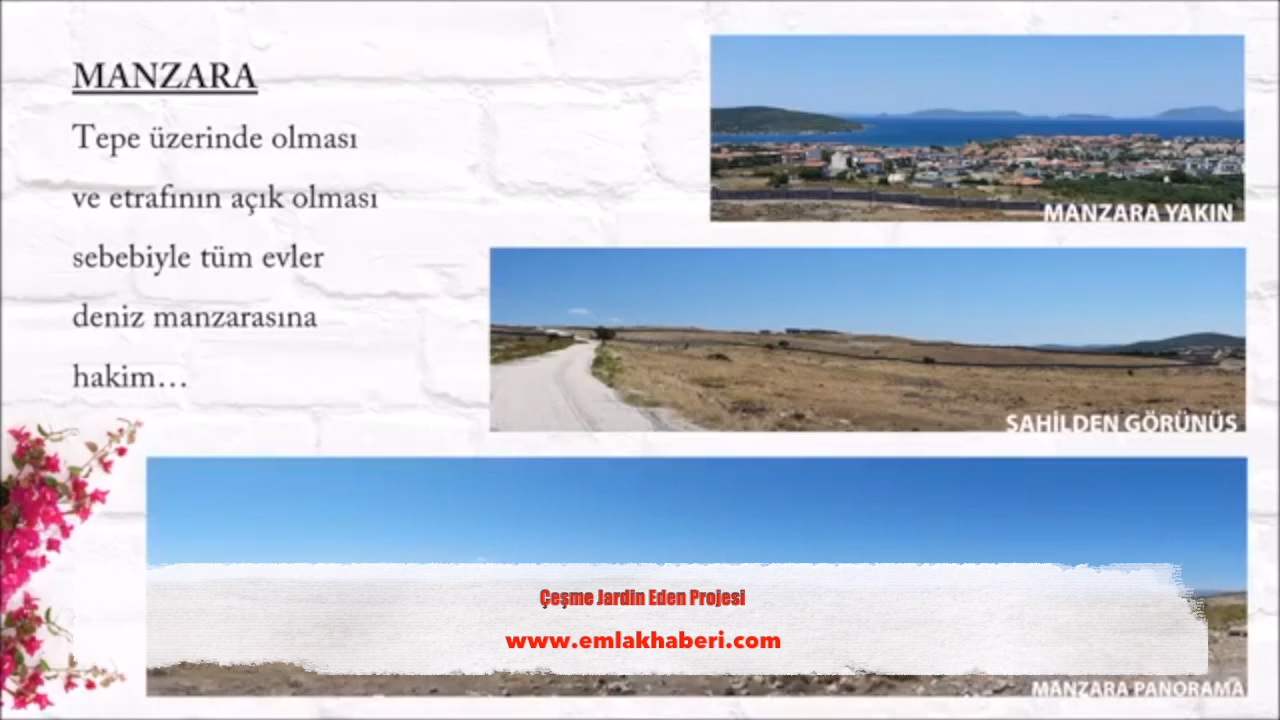 MANZARA
Tepe üzerinde olması
ve etrafının açık olması
sebebiyle tüm evler
deniz manzarasına
hakim…
MANZARA YAKIN
SAHİLDEN GÖRÜNÜŞ
Çeşme Jardin Eden Projesi
www.emlakhaberi.com
MANZARA PANORAMA